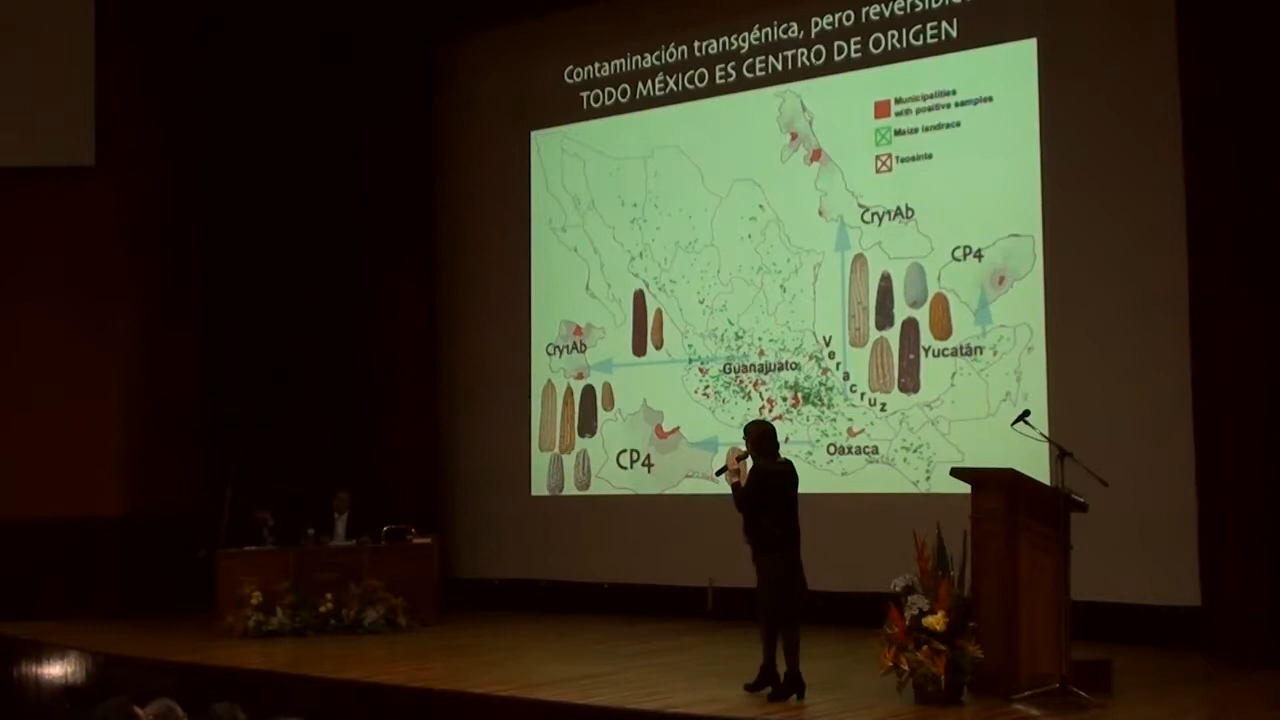 Contaminación transgénica, pero reversible
TODO MÉXICO ES CENTRO DE ORIGEN
Municipalities
with positive samples
Maize landrace
Teosinte
Cry1Ab
CP4
Cry1Ab
Guanajuato
Veracruz
Yucatán
CP4
Oaxaca